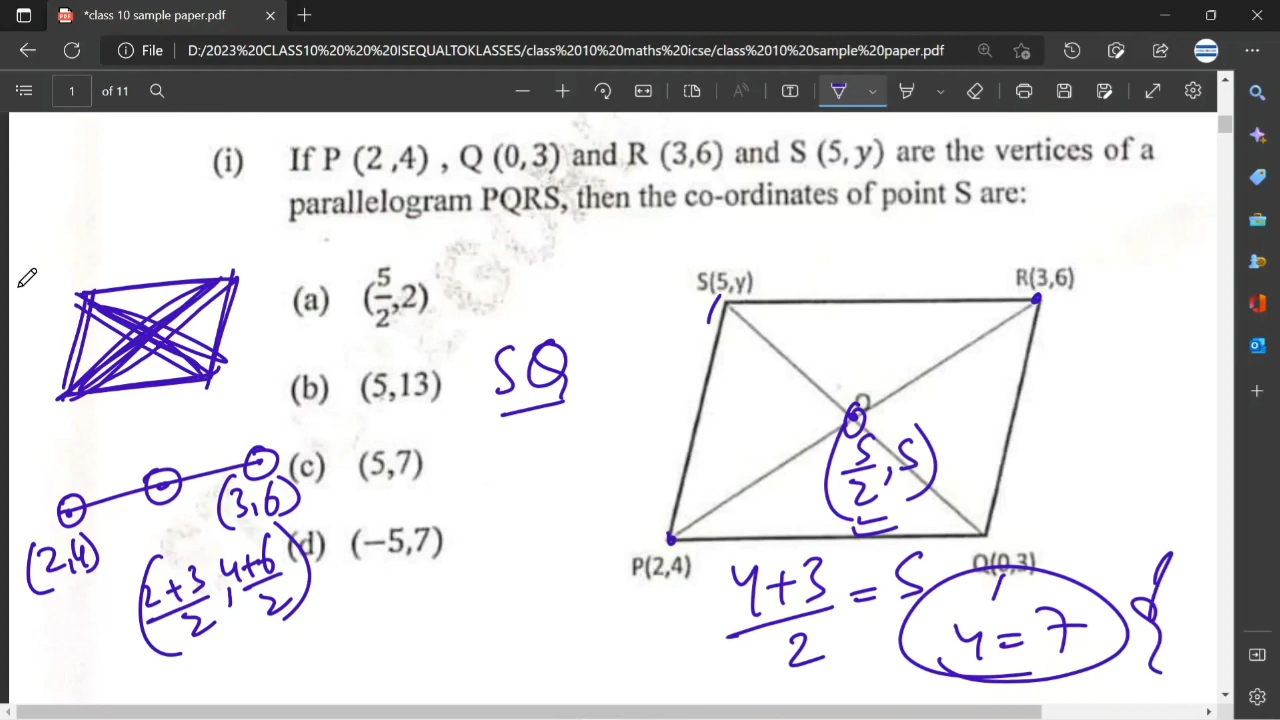 *class 10 sample paper.pdf
File
D:/2023%20CLASS10%20%20%20ISEQUALTOKLASSES/class%2010%20maths%20icse/class%2010%20sample%20paper.pdf
1 of 11
(i) If P (2 ,4) , Q (0,3) and R (3,6) and S (5,y) are the vertices of a
parallelogram PQRS, then the co-ordinates of point S are:
(a) (5/2,2)
(b) (5,13)
(c) (5,7)
(d) (−5,7)
SQ
S(5,y)
R(3,6)
O
(5/2, 5)
P(2,4)
Q(0,3)
(2,4)
(3,6)
(2+3/2, 4+6/2)
y+3/2 = 5
y = 7